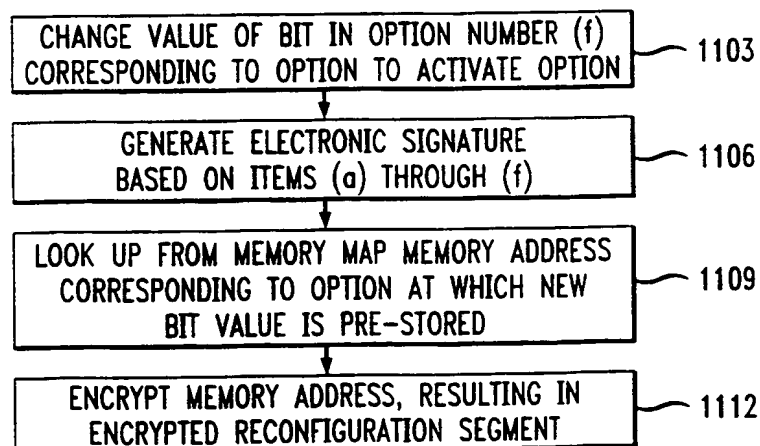 CHANGE VALUE OF BIT IN OPTION NUMBER (f)
CORRESPONDING TO OPTION TO ACTIVATE OPTION
1103
GENERATE ELECTRONIC SIGNATURE
BASED ON ITEMS (a) THROUGH (f)
1106
LOOK UP FROM MEMORY MAP MEMORY ADDRESS
CORRESPONDING TO OPTION AT WHICH NEW
BIT VALUE IS PRE-STORED
1109
ENCRYPT MEMORY ADDRESS, RESULTING IN
ENCRYPTED RECONFIGURATION SEGMENT
1112